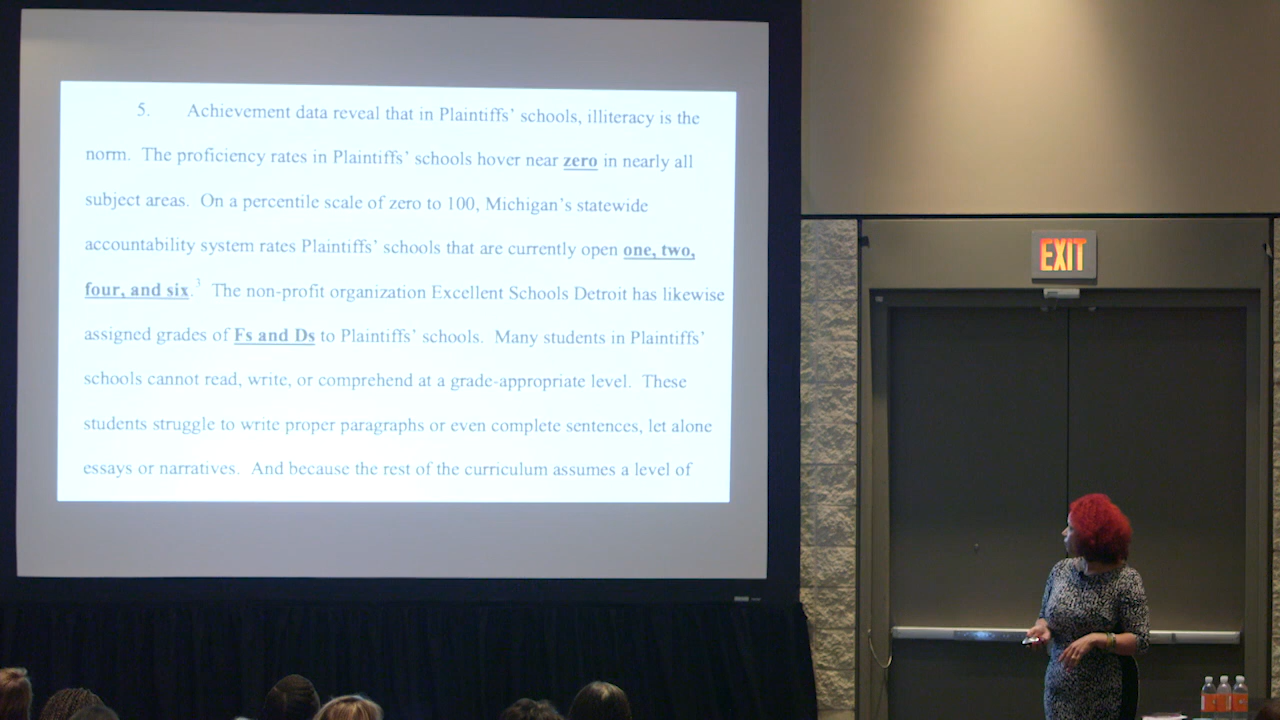 5. Achievement data reveal that in Plaintiffs' schools, illiteracy is the
norm. The proficiency rates in Plaintiffs' schools hover near zero in nearly all
subject areas. On a percentile scale of zero to 100, Michigan's statewide
accountability system rates Plaintiffs' schools that are currently open one, two,
four, and six.3 The non-profit organization Excellent Schools Detroit has likewise
assigned grades of Fs and Ds to Plaintiffs' schools. Many students in Plaintiffs'
schools cannot read, write, or comprehend at a grade-appropriate level. These
students struggle to write proper paragraphs or even complete sentences, let alone
essays or narratives. And because the rest of the curriculum assumes a level of
EXIT